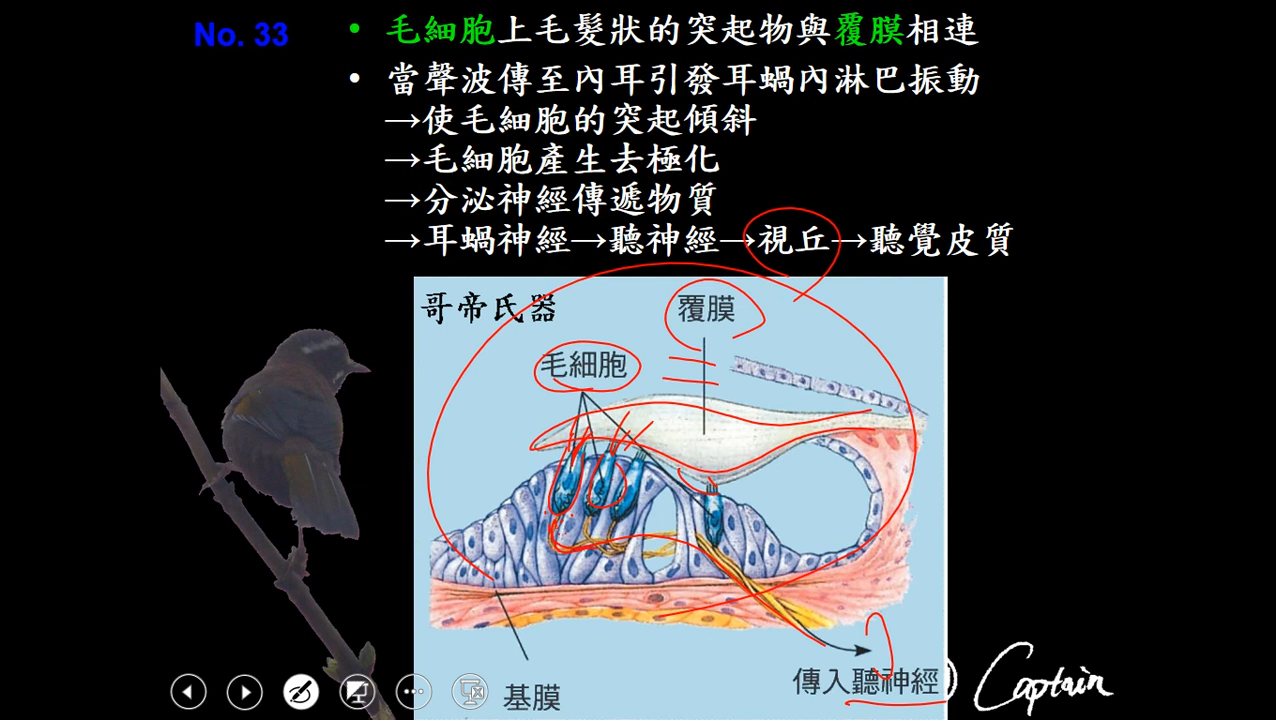 No. 33
• 毛細胞上毛髮狀的突起物與覆膜相連
• 當聲波傳至內耳引發耳蝸內淋巴振動
→使毛細胞的突起傾斜
→毛細胞產生去極化
→分泌神經傳遞物質
→耳蝸神經→聽神經→視丘→聽覺皮質
哥帝氏器
覆膜
毛細胞
傳入聽神經
基膜
Captain